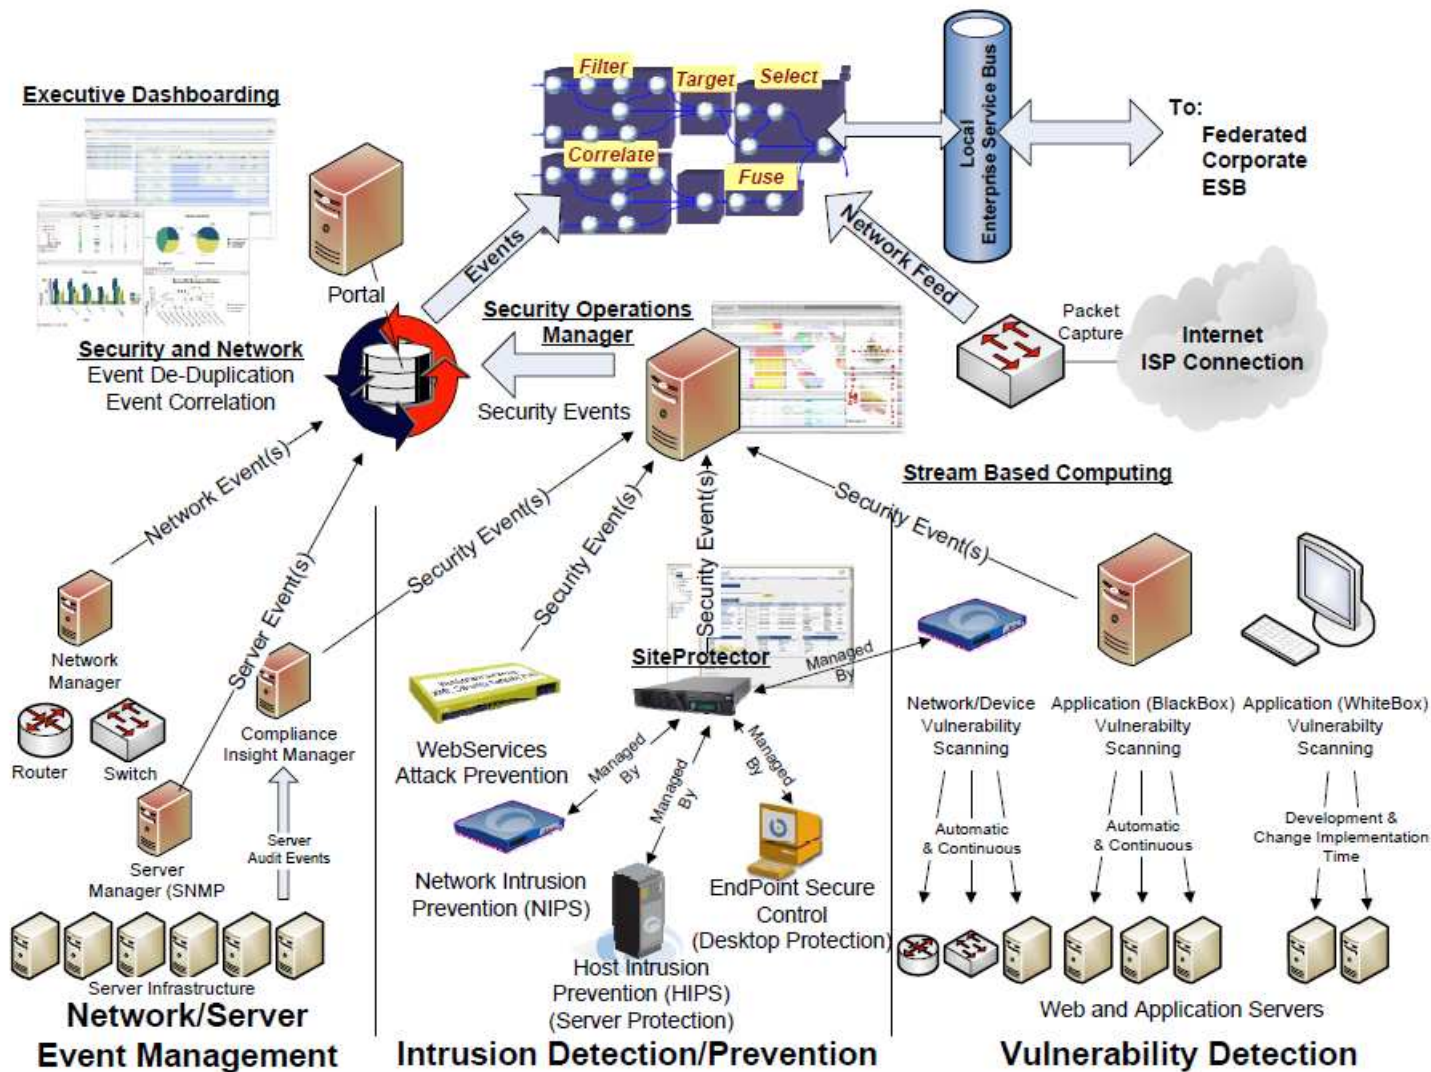 Filter
Target
Select
Correlate
Fuse
Local
Enterprise Service Bus
To:
Federated
Corporate
ESB
Executive Dashboarding
Portal
Events
Network Feed
Security Operations
Manager
Security Events
Packet
Capture
Internet
ISP Connection
Security and Network
Event De-Duplication
Event Correlation
Stream Based Computing
Network Event(s)
Server Event(s)
Security Event(s)
Security Event(s)
Security Event(s)
Security Event(s)
Network
Manager
Router
Switch
Compliance
Insight Manager
Server
Audit Events
Server
Manager (SNMP
Server Infrastructure
Network/Server
Event Management
WebServices
Attack Prevention
SiteProtector
Managed
By
Managed
By
Managed
By
Managed
By
Network Intrusion
Prevention (NIPS)
Host Intrusion
Prevention (HIPS)
(Server Protection)
EndPoint Secure
Control
(Desktop Protection)
Intrusion Detection/Prevention
Network/Device
Vulnerability
Scanning
Application (BlackBox)
Vulnerabilty
Scanning
Application (WhiteBox)
Vulnerabilty
Scanning
Automatic
& Continuous
Automatic
& Continuous
Development &
Change Implementation
Time
Web and Application Servers
Vulnerability Detection